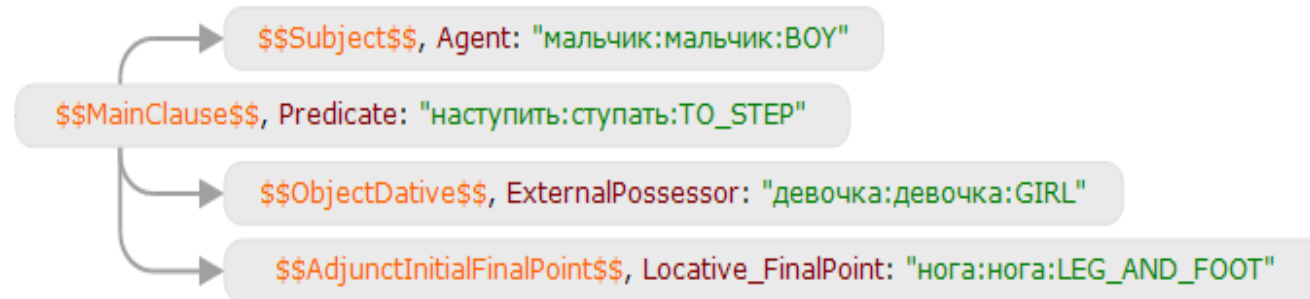 $$Subject$$, Agent: "мальчик:мальчик:BOY"
$$MainClause$$, Predicate: "наступить:ступать:TO_STEP"
$$ObjectDative$$, ExternalPossessor: "девочка:девочка:GIRL"
$$AdjunctInitialFinalPoint$$, Locative_FinalPoint: "нога:нога:LEG_AND_FOOT"